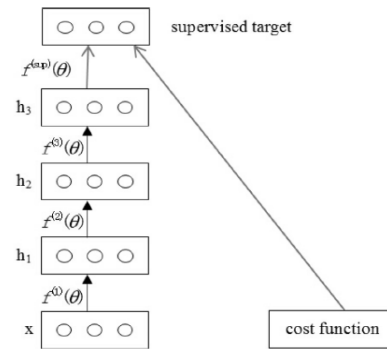 supervised target
f^(sup)(θ)
h₃
f^(3)(θ)
h₂
f^(2)(θ)
h₁
f^(1)(θ)
x
cost function